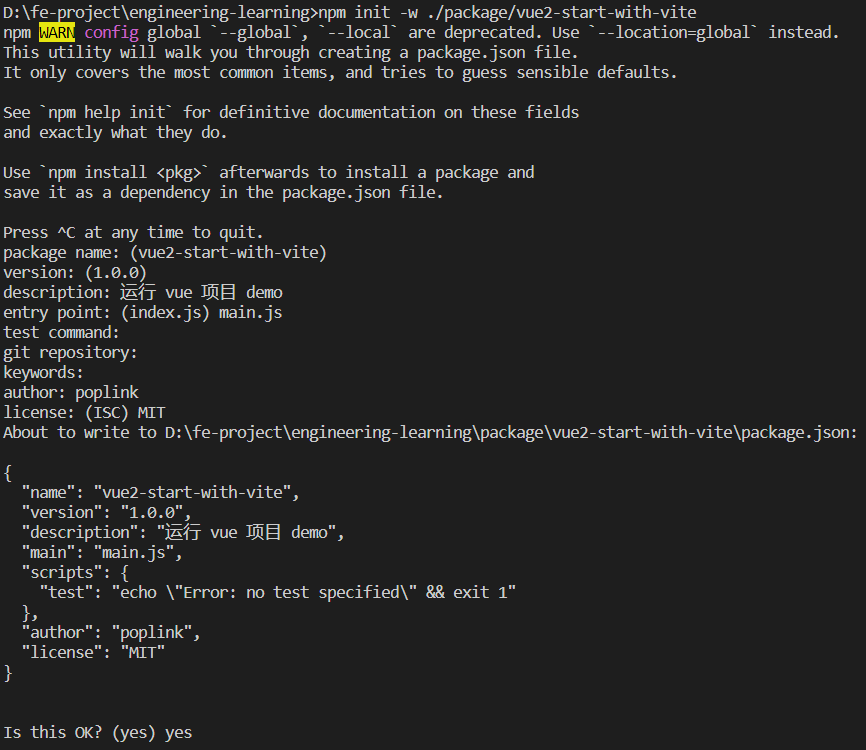 D:\fe-project\engineering-learning>npm init -w ./package/vue2-start-with-vite
npm WARN config global `--global`, `--local` are deprecated. Use `--location=global` instead.
This utility will walk you through creating a package.json file.
It only covers the most common items, and tries to guess sensible defaults.

See `npm help init` for definitive documentation on these fields
and exactly what they do.

Use `npm install <pkg>` afterwards to install a package and
save it as a dependency in the package.json file.

Press ^C at any time to quit.
package name: (vue2-start-with-vite)
version: (1.0.0)
description: 运行 vue 项目 demo
entry point: (index.js) main.js
test command:
git repository:
keywords:
author: poplink
license: (ISC) MIT
About to write to D:\fe-project\engineering-learning\package\vue2-start-with-vite\package.json:

{
  "name": "vue2-start-with-vite",
  "version": "1.0.0",
  "description": "运行 vue 项目 demo",
  "main": "main.js",
  "scripts": {
    "test": "echo \"Error: no test specified\" && exit 1"
  },
  "author": "poplink",
  "license": "MIT"
}

Is this OK? (yes) yes